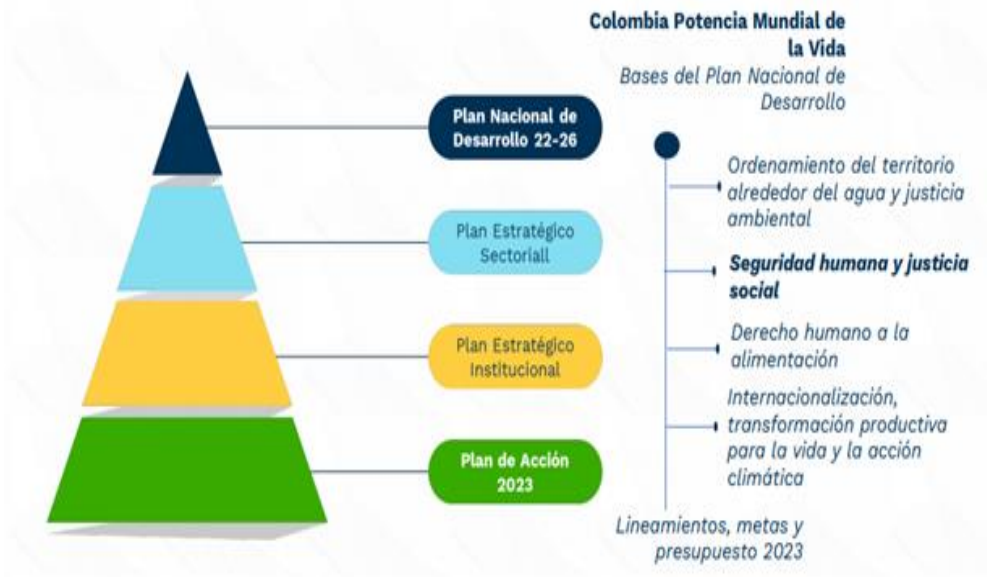 Plan Nacional de
Desarrollo 22-26
Plan Estratégico
Sectoriall
Plan Estratégico
Institucional
Plan de Acción
2023
Colombia Potencia Mundial de
la Vida
Bases del Plan Nacional de
Desarrollo
Ordenamiento del territorio
alrededor del agua y justicia
ambiental
Seguridad humana y justicia
social
Derecho humano a la
alimentación
Internacionalización,
transformación productiva
para la vida y la acción
climática
Lineamientos, metas y
presupuesto 2023